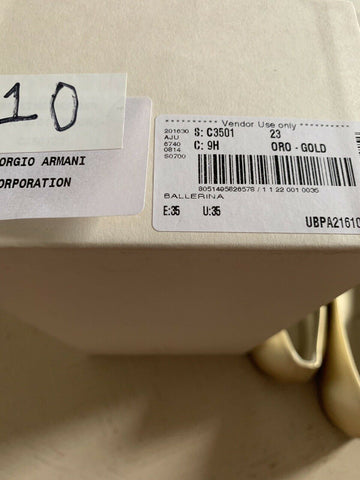 10
ORGIO ARMANI
ORPORATION
********** Vendor Use only **********
201630 S: C3501 23
AJU
6740 C: 9H ORO - GOLD
0814
S0700
8051495826578 / 1 1 22 001 0035
BALLERINA
E:35 U:35
UBPA21610